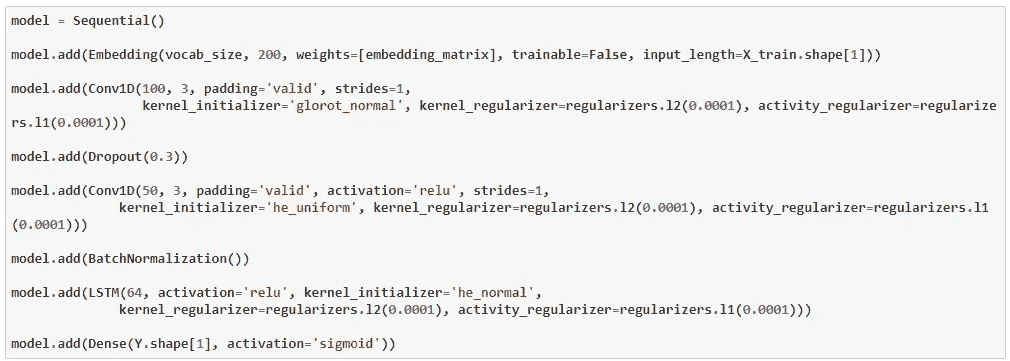 model = Sequential()
model.add(Embedding(vocab_size, 200, weights=[embedding_matrix], trainable=False, input_length=X_train.shape[1]))
model.add(Conv1D(100, 3, padding='valid', strides=1,
kernel_initializer='glorot_normal', kernel_regularizer=regularizers.l2(0.0001), activity_regularizer=regularize
rs.l1(0.0001)))
model.add(Dropout(0.3))
model.add(Conv1D(50, 3, padding='valid', activation='relu', strides=1,
kernel_initializer='he_uniform', kernel_regularizer=regularizers.l2(0.0001), activity_regularizer=regularizers.l1
(0.0001)))
model.add(BatchNormalization())
model.add(LSTM(64, activation='relu', kernel_initializer='he_normal',
kernel_regularizer=regularizers.l2(0.0001), activity_regularizer=regularizers.l1(0.0001)))
model.add(Dense(Y.shape[1], activation='sigmoid'))